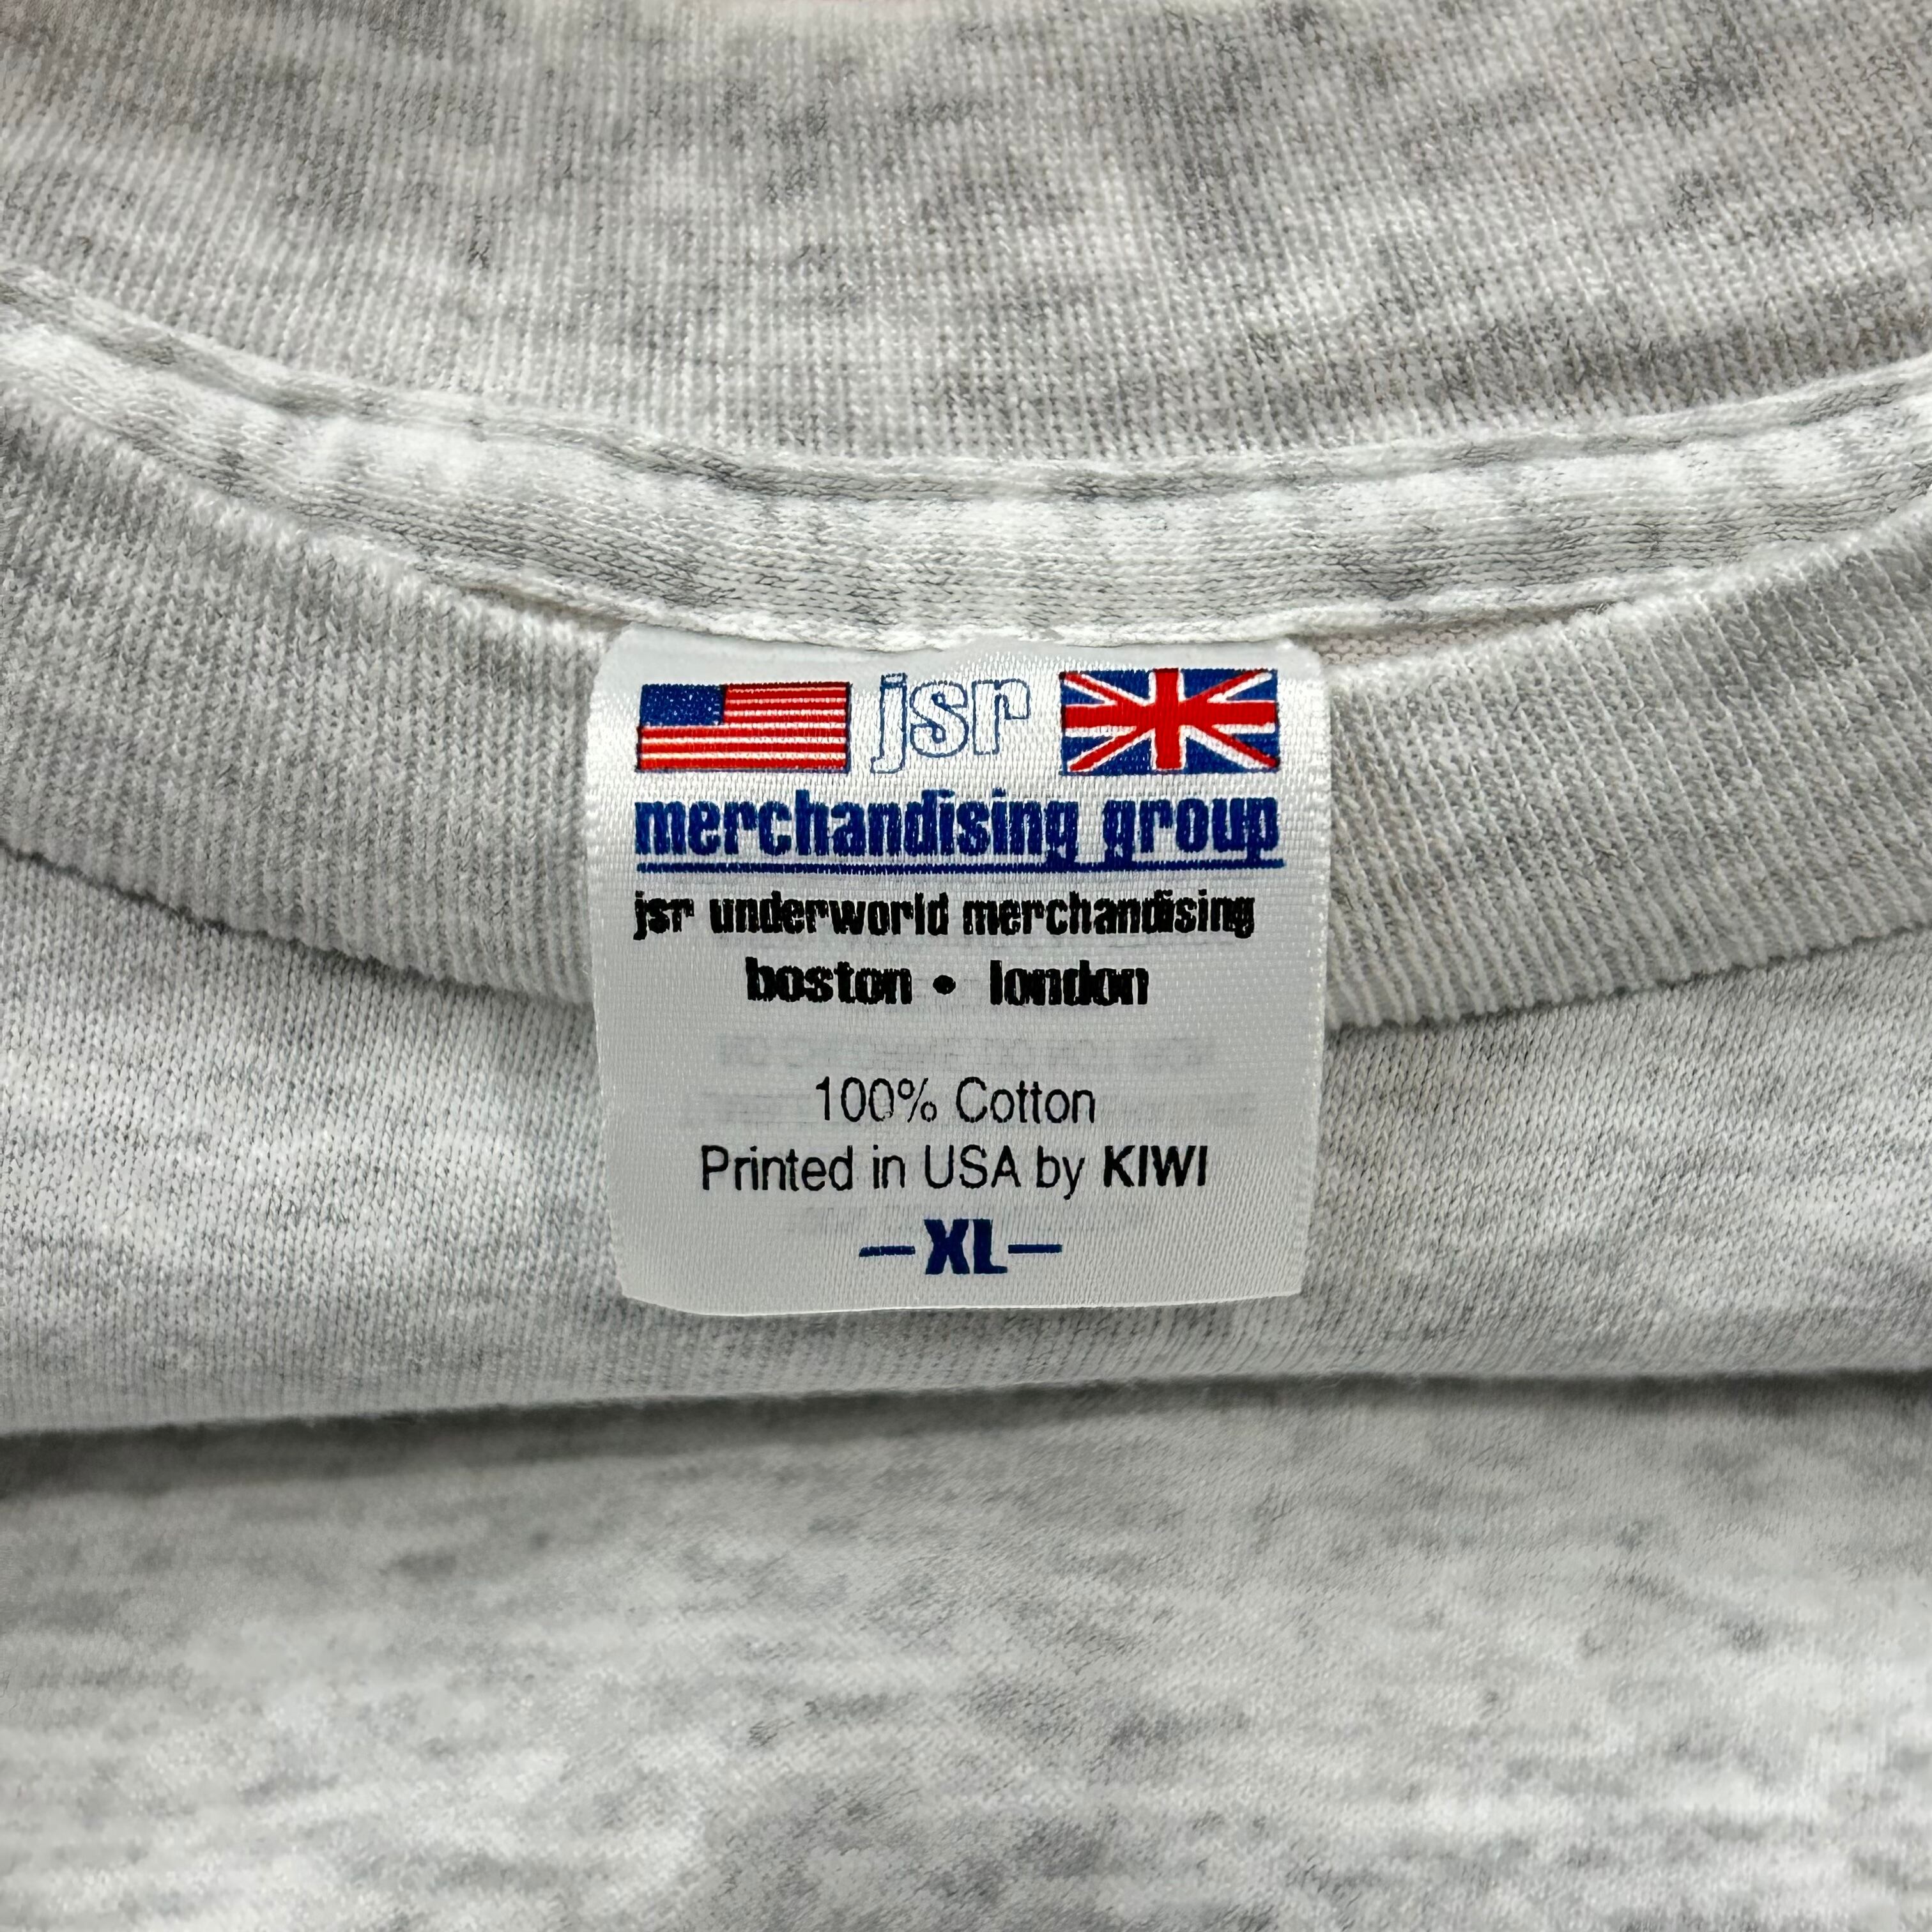 jsr
merchandising group
jsr underworld merchandising
boston • london
100% Cotton
Printed in USA by KIWI
—XL—